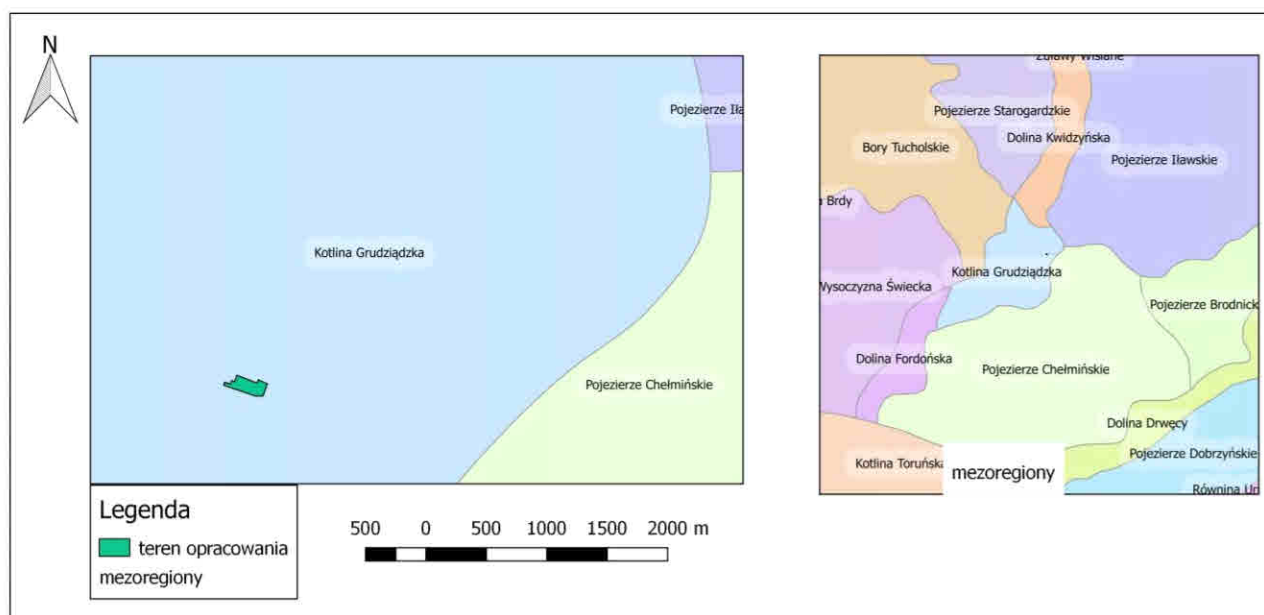 N
Pojezierze Iła
Kotlina Grudziądzka
Pojezierze Chełmińskie
Legenda
teren opracowania
mezoregiony
500 0 500 1000 1500 2000 m
Żuławy Wiślane
Pojezierze Starogardzkie
Dolina Kwidzyńska
Bory Tucholskie
Pojezierze Iławskie
a Brdy
Kotlina Grudziądzka
Wysoczyzna Świecka
Pojezierze Brodnick
Dolina Fordońska
Pojezierze Chełmińskie
Dolina Drwęcy
Pojezierze Dobrzyńskie
Kotlina Toruńska
mezoregiony
Równina Ur